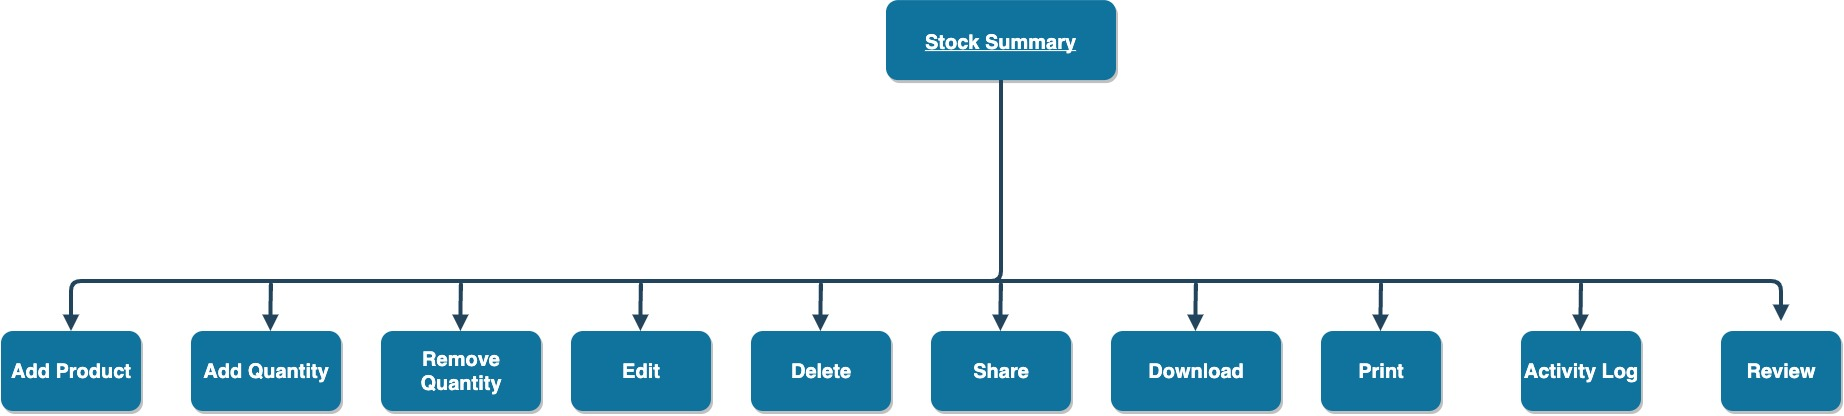 Stock Summary
Add Product
Add Quantity
Remove
Quantity
Edit
Delete
Share
Download
Print
Activity Log
Review